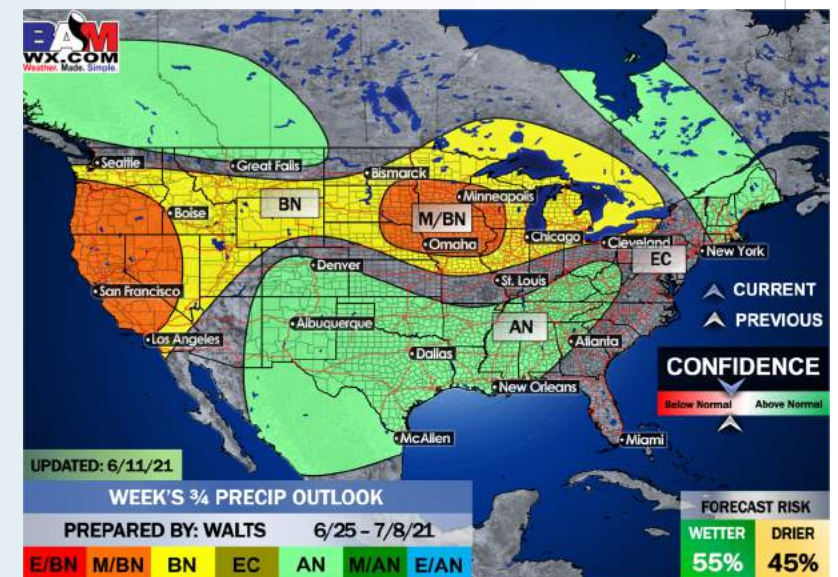 BAM
WX.COM
Weather. Made. Simple.
Seattle
Great Falls
Bismarck
Boise
BN
Minneapolis
M/BN
Omaha
Chicago
Cleveland
New York
EC
Denver
St. Louis
San Francisco
CURRENT
Albuquerque
AN
PREVIOUS
Los Angeles
Dallas
Atlanta
CONFIDENCE
New Orleans
Below Normal
Above Normal
McAllen
Miami
UPDATED: 6/11/21
WEEK'S ¾ PRECIP OUTLOOK
PREPARED BY: WALTS 6/25 – 7/8/21
E/BN M/BN BN EC AN M/AN E/AN
FORECAST RISK
WETTER DRIER
55% 45%